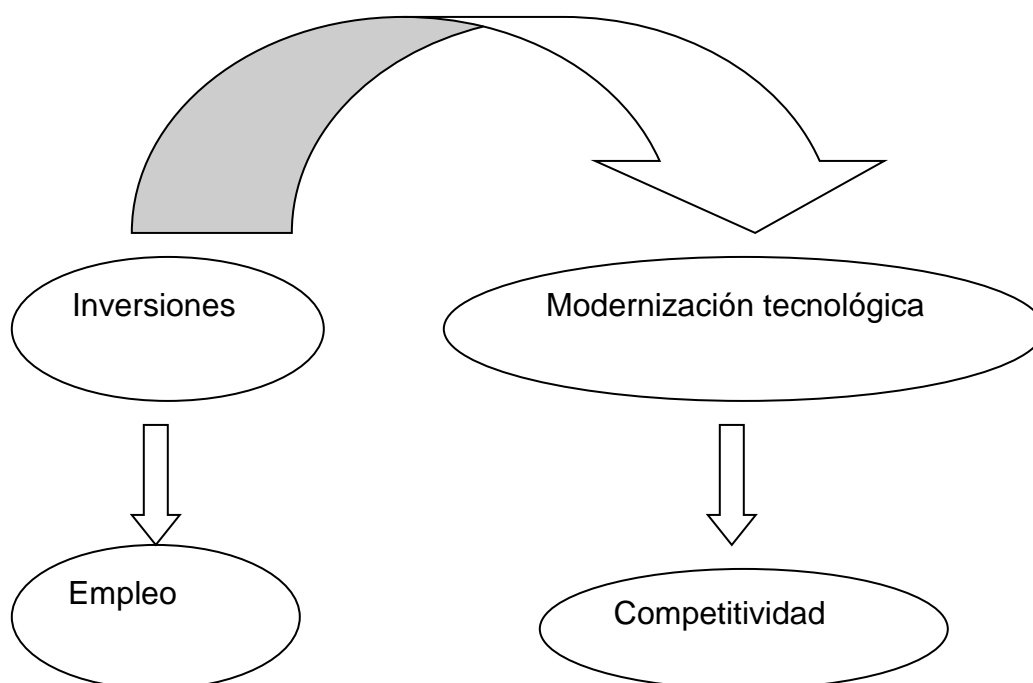 Inversiones
Modernización tecnológica
Empleo
Competitividad